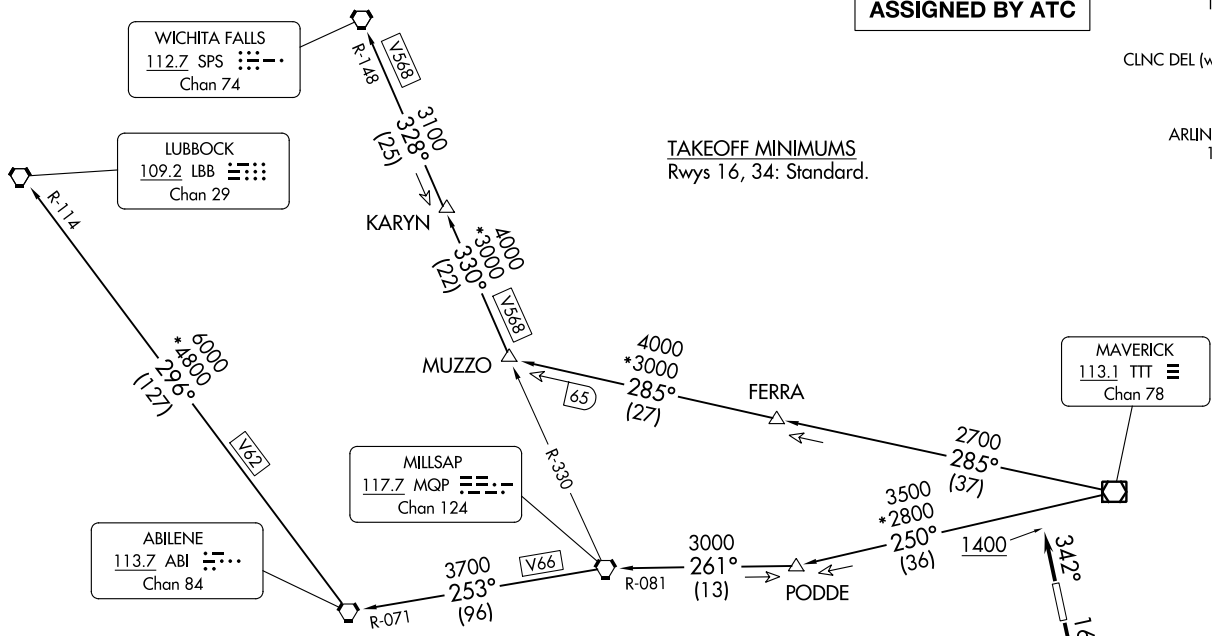 ASSIGNED BY ATC
CLNC DEL
WICHITA FALLS
112.7 SPS
Chan 74
R-148
V568
3100
328°
(25)
LUBBOCK
109.2 LBB
Chan 29
R-114
TAKEOFF MINIMUMS
Rwys 16, 34: Standard.
KARYN
4000
*3000
330°
(22)
V568
MUZZO
6000
*4800
296°
(127)
V62
4000
*3000
285°
(27)
65
FERRA
MAVERICK
113.1 TTT
Chan 78
2700
285°
(37)
R-330
MILLSAP
117.7 MQP
Chan 124
3500
*2800
250°
(36)
1400
342°
ABILENE
113.7 ABI
Chan 84
R-071
3700
253°
(96)
V66
R-081
3000
261°
(13)
PODDE